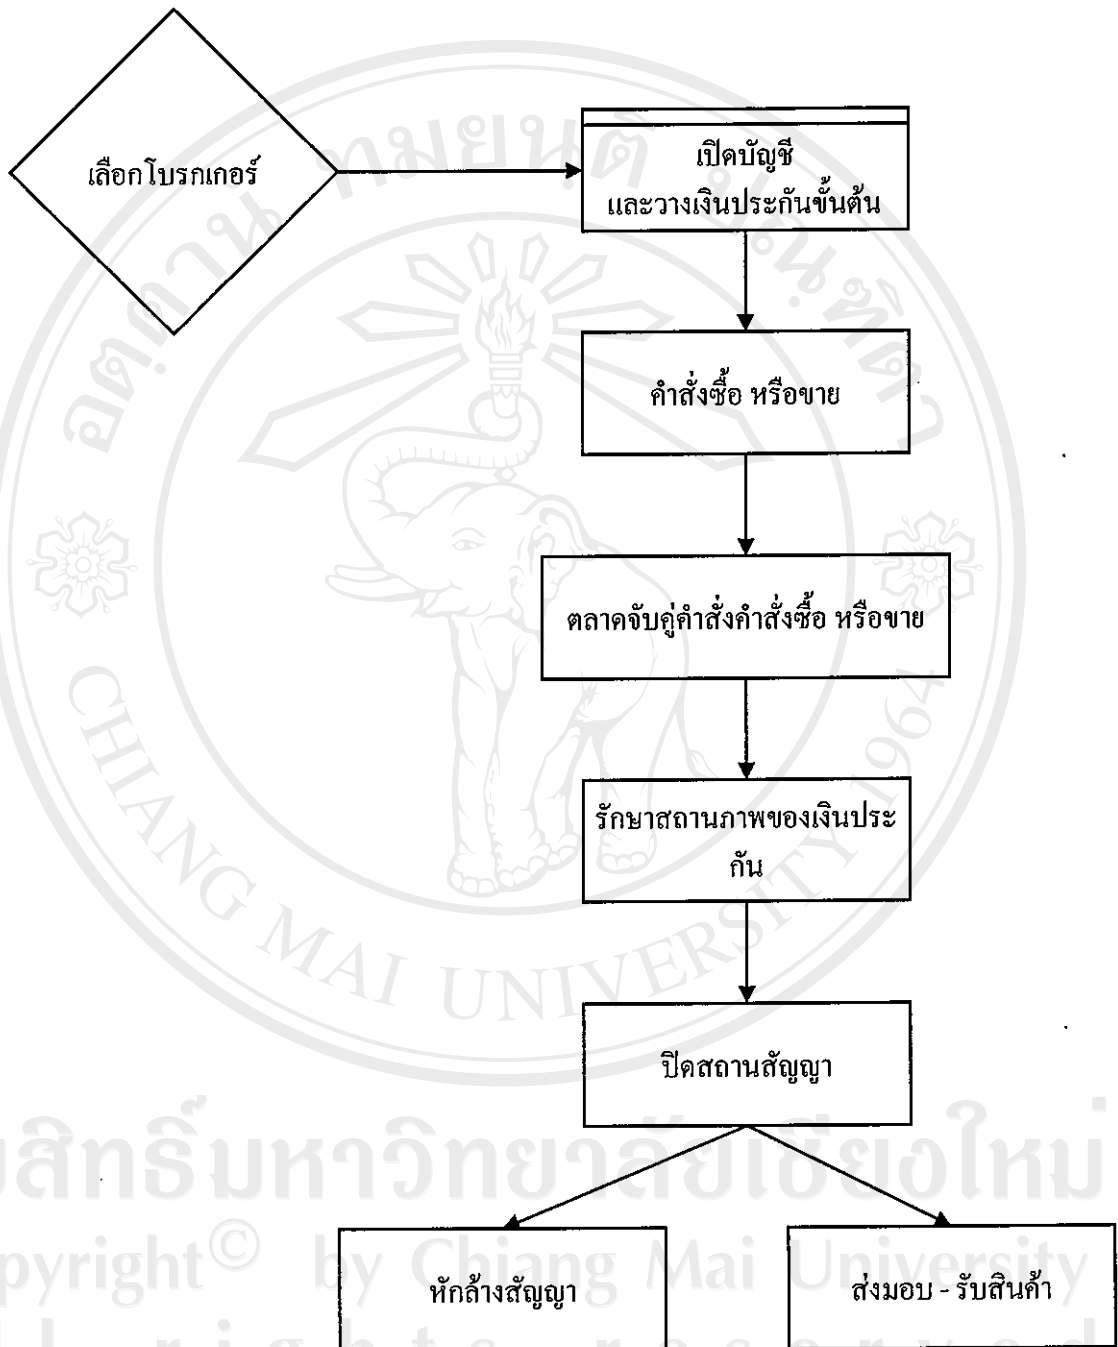 เลือกโบรกเกอร์
เปิดบัญชี
และวางเงินประกันขั้นต้น
คำสั่งซื้อ หรือขาย
ตลาดจับคู่คำสั่งคำสั่งซื้อ หรือขาย
รักษาสถานภาพของเงินประ
กัน
ปิดสถานสัญญา
หักล้างสัญญา
ส่งมอบ - รับสินค้า
CHIANG MAI UNIVERSITY 1964
สิทธิ์มหาวิทยาลัยเชียงใหม่
pyright© by Chiang Mai University
rights reserved